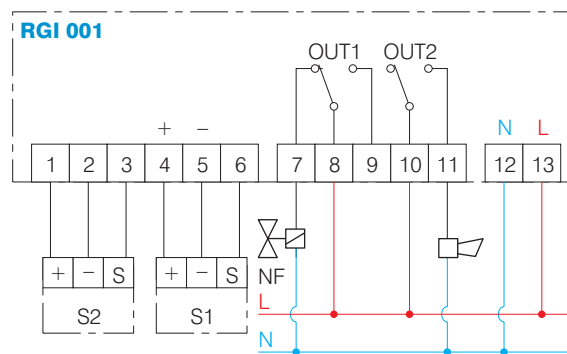 RGI 001
OUT1 OUT2
+ − N L
1 2 3 4 5 6 7 8 9 10 11 12 13
+ − S + − S NF
S2 S1 L
N